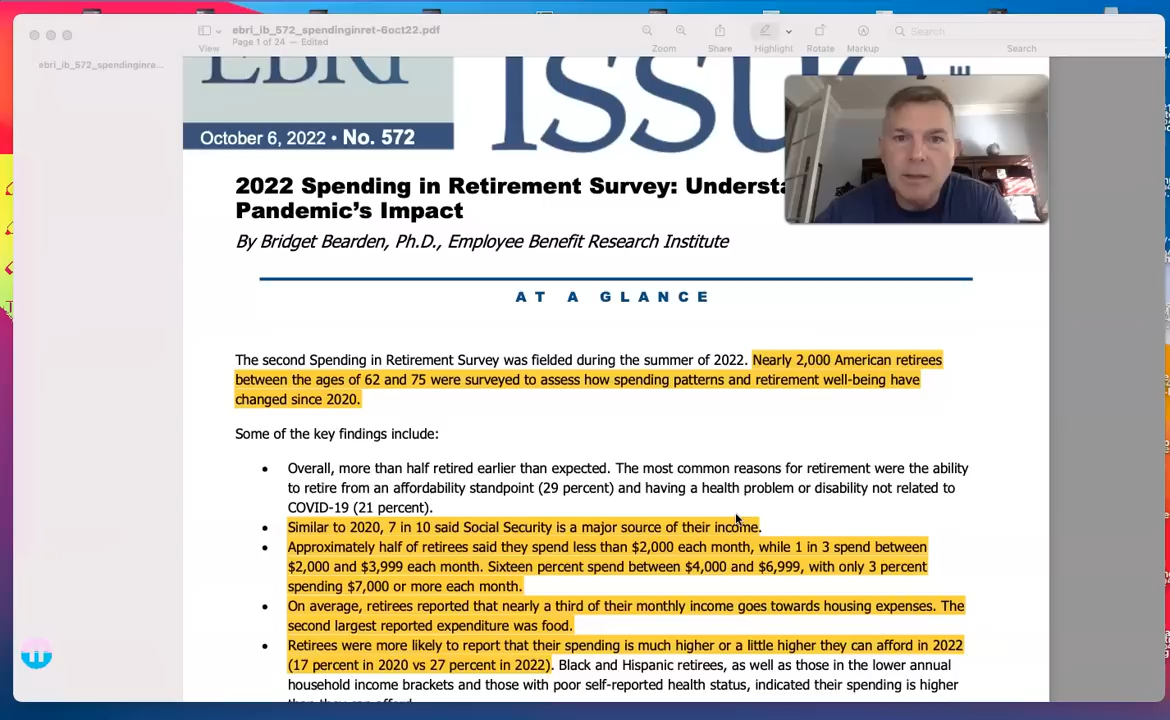 ebri_ib_572_spendinginret-6oct22.pdf
Page 1 of 24 — Edited
View
Zoom
Share
Highlight
Rotate
Markup
Search
Search
ebri_ib_572_spendinginre...
EBRI
ISSU
October 6, 2022 • No. 572
2022 Spending in Retirement Survey:
Pandemic's Impact
By Bridget Bearden, Ph.D., Employee Benefit Research Institute
AT A GLANCE
The second Spending in Retirement Survey was fielded during the summer of 2022. Nearly 2,000 American retirees
between the ages of 62 and 75 were surveyed to assess how spending patterns and retirement well-being have
changed since 2020.
Some of the key findings include:
• Overall, more than half retired earlier than expected. The most common reasons for retirement were the ability
to retire from an affordability standpoint (29 percent) and having a health problem or disability not related to
COVID-19 (21 percent).
• Similar to 2020, 7 in 10 said Social Security is a major source of their income.
• Approximately half of retirees said they spend less than $2,000 each month, while 1 in 3 spend between
$2,000 and $3,999 each month. Sixteen percent spend between $4,000 and $6,999, with only 3 percent
spending $7,000 or more each month.
• On average, retirees reported that nearly a third of their monthly income goes towards housing expenses. The
second largest reported expenditure was food.
• Retirees were more likely to report that their spending is much higher or a little higher they can afford in 2022
(17 percent in 2020 vs 27 percent in 2022). Black and Hispanic retirees, as well as those in the lower annual
household income brackets and those with poor self-reported health status, indicated their spending is higher